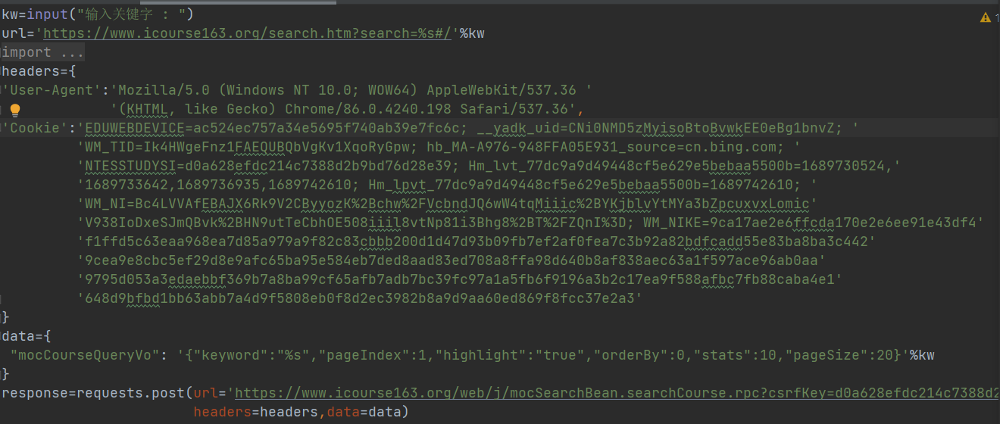 kw=input("输入关键字 : ")
url='https://www.icourse163.org/search.htm?search=%s#/'%kw
import ...
headers={
'User-Agent':'Mozilla/5.0 (Windows NT 10.0; WOW64) AppleWebKit/537.36 '
'(KHTML, like Gecko) Chrome/86.0.4240.198 Safari/537.36',
'Cookie':'EDUWEBDEVICE=ac524ec757a34e5695f740ab39e7fc6c; __yadk_uid=CNi0NMD5zMyisoBtoBvwkEE0eBg1bnvZ; '
'WM_TID=Ik4HWgeFnz1FAEQUBQbVgKv1XqoRyGpw; hb_MA-A976-948FFA05E931_source=cn.bing.com; '
'NTESSTUDYSI=d0a628efdc214c7388d2b9bd76d28e39; Hm_lvt_77dc9a9d49448cf5e629e5bebaa5500b=1689730524,'
'1689733642,1689736935,1689742610; Hm_lpvt_77dc9a9d49448cf5e629e5bebaa5500b=1689742610; '
'WM_NI=Bc4LVVAfEBAJX6Rk9V2CByyozK%2Bchw%2FVcbndJQ6wW4tqMiiic%2BYKjblvYtMYa3bZpcuxvxLomic'
'V938IoDxeSJmQBvk%2BHN9utTeCbhOE508iiil8vtNp81i3Bhg8%2BT%2FZQnI%3D; WM_NIKE=9ca17ae2e6ffcda170e2e6ee91e43df4'
'f1ffd5c63eaa968ea7d85a979a9f82c83cbbb200d1d47d93b09fb7ef2af0fea7c3b92a82bdfcadd55e83ba8ba3c442'
'9cea9e8cbc5ef29d8e9afc65ba95e584eb7ded8aad83ed708a8ffa98d640b8af838aec63a1f597ace96ab0aa'
'9795d053a3edaebbbf369b7a8ba99cf65afb7adb7bc39fc97a1a5fb6f9196a3b2c17ea9f588afbc7fb88caba4e1'
'648d9bfbd1bb63abb7a4d9f5808eb0f8d2ec3982b8a9d9aa60ed869f8fcc37e2a3'
}
data={
"mocCourseQueryVo": '{"keyword":"%s","pageIndex":1,"highlight":"true","orderBy":0,"stats":10,"pageSize":20}'%kw
}
response=requests.post(url='https://www.icourse163.org/web/j/mocSearchBean.searchCourse.rpc?csrfKey=d0a628efdc214c7388d2
headers=headers,data=data)